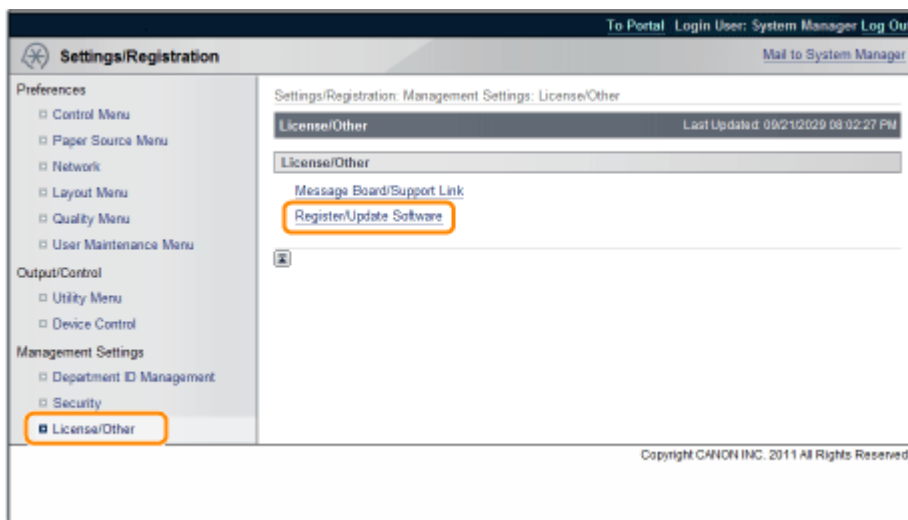 To Portal Login User: System Manager Log Ou
Settings/Registration
Mail to System Manager
Preferences
Control Menu
Paper Source Menu
Network
Layout Menu
Quality Menu
User Maintenance Menu
Output/Control
Utility Menu
Device Control
Management Settings
Department ID Management
Security
License/Other
Settings/Registration: Management Settings: License/Other
License/Other
Last Updated: 09/21/2029 08:02:27 PM
License/Other
Message Board/Support Link
Register/Update Software
Copyright CANON INC. 2011 All Rights Reserved